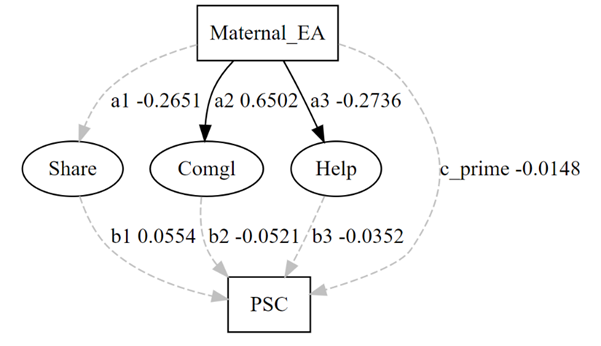 Maternal_EA
a1 -0.2651 a2 0.6502 a3 -0.2736
Share Comgl Help c_prime -0.0148
b1 0.0554 b2 -0.0521 b3 -0.0352
PSC